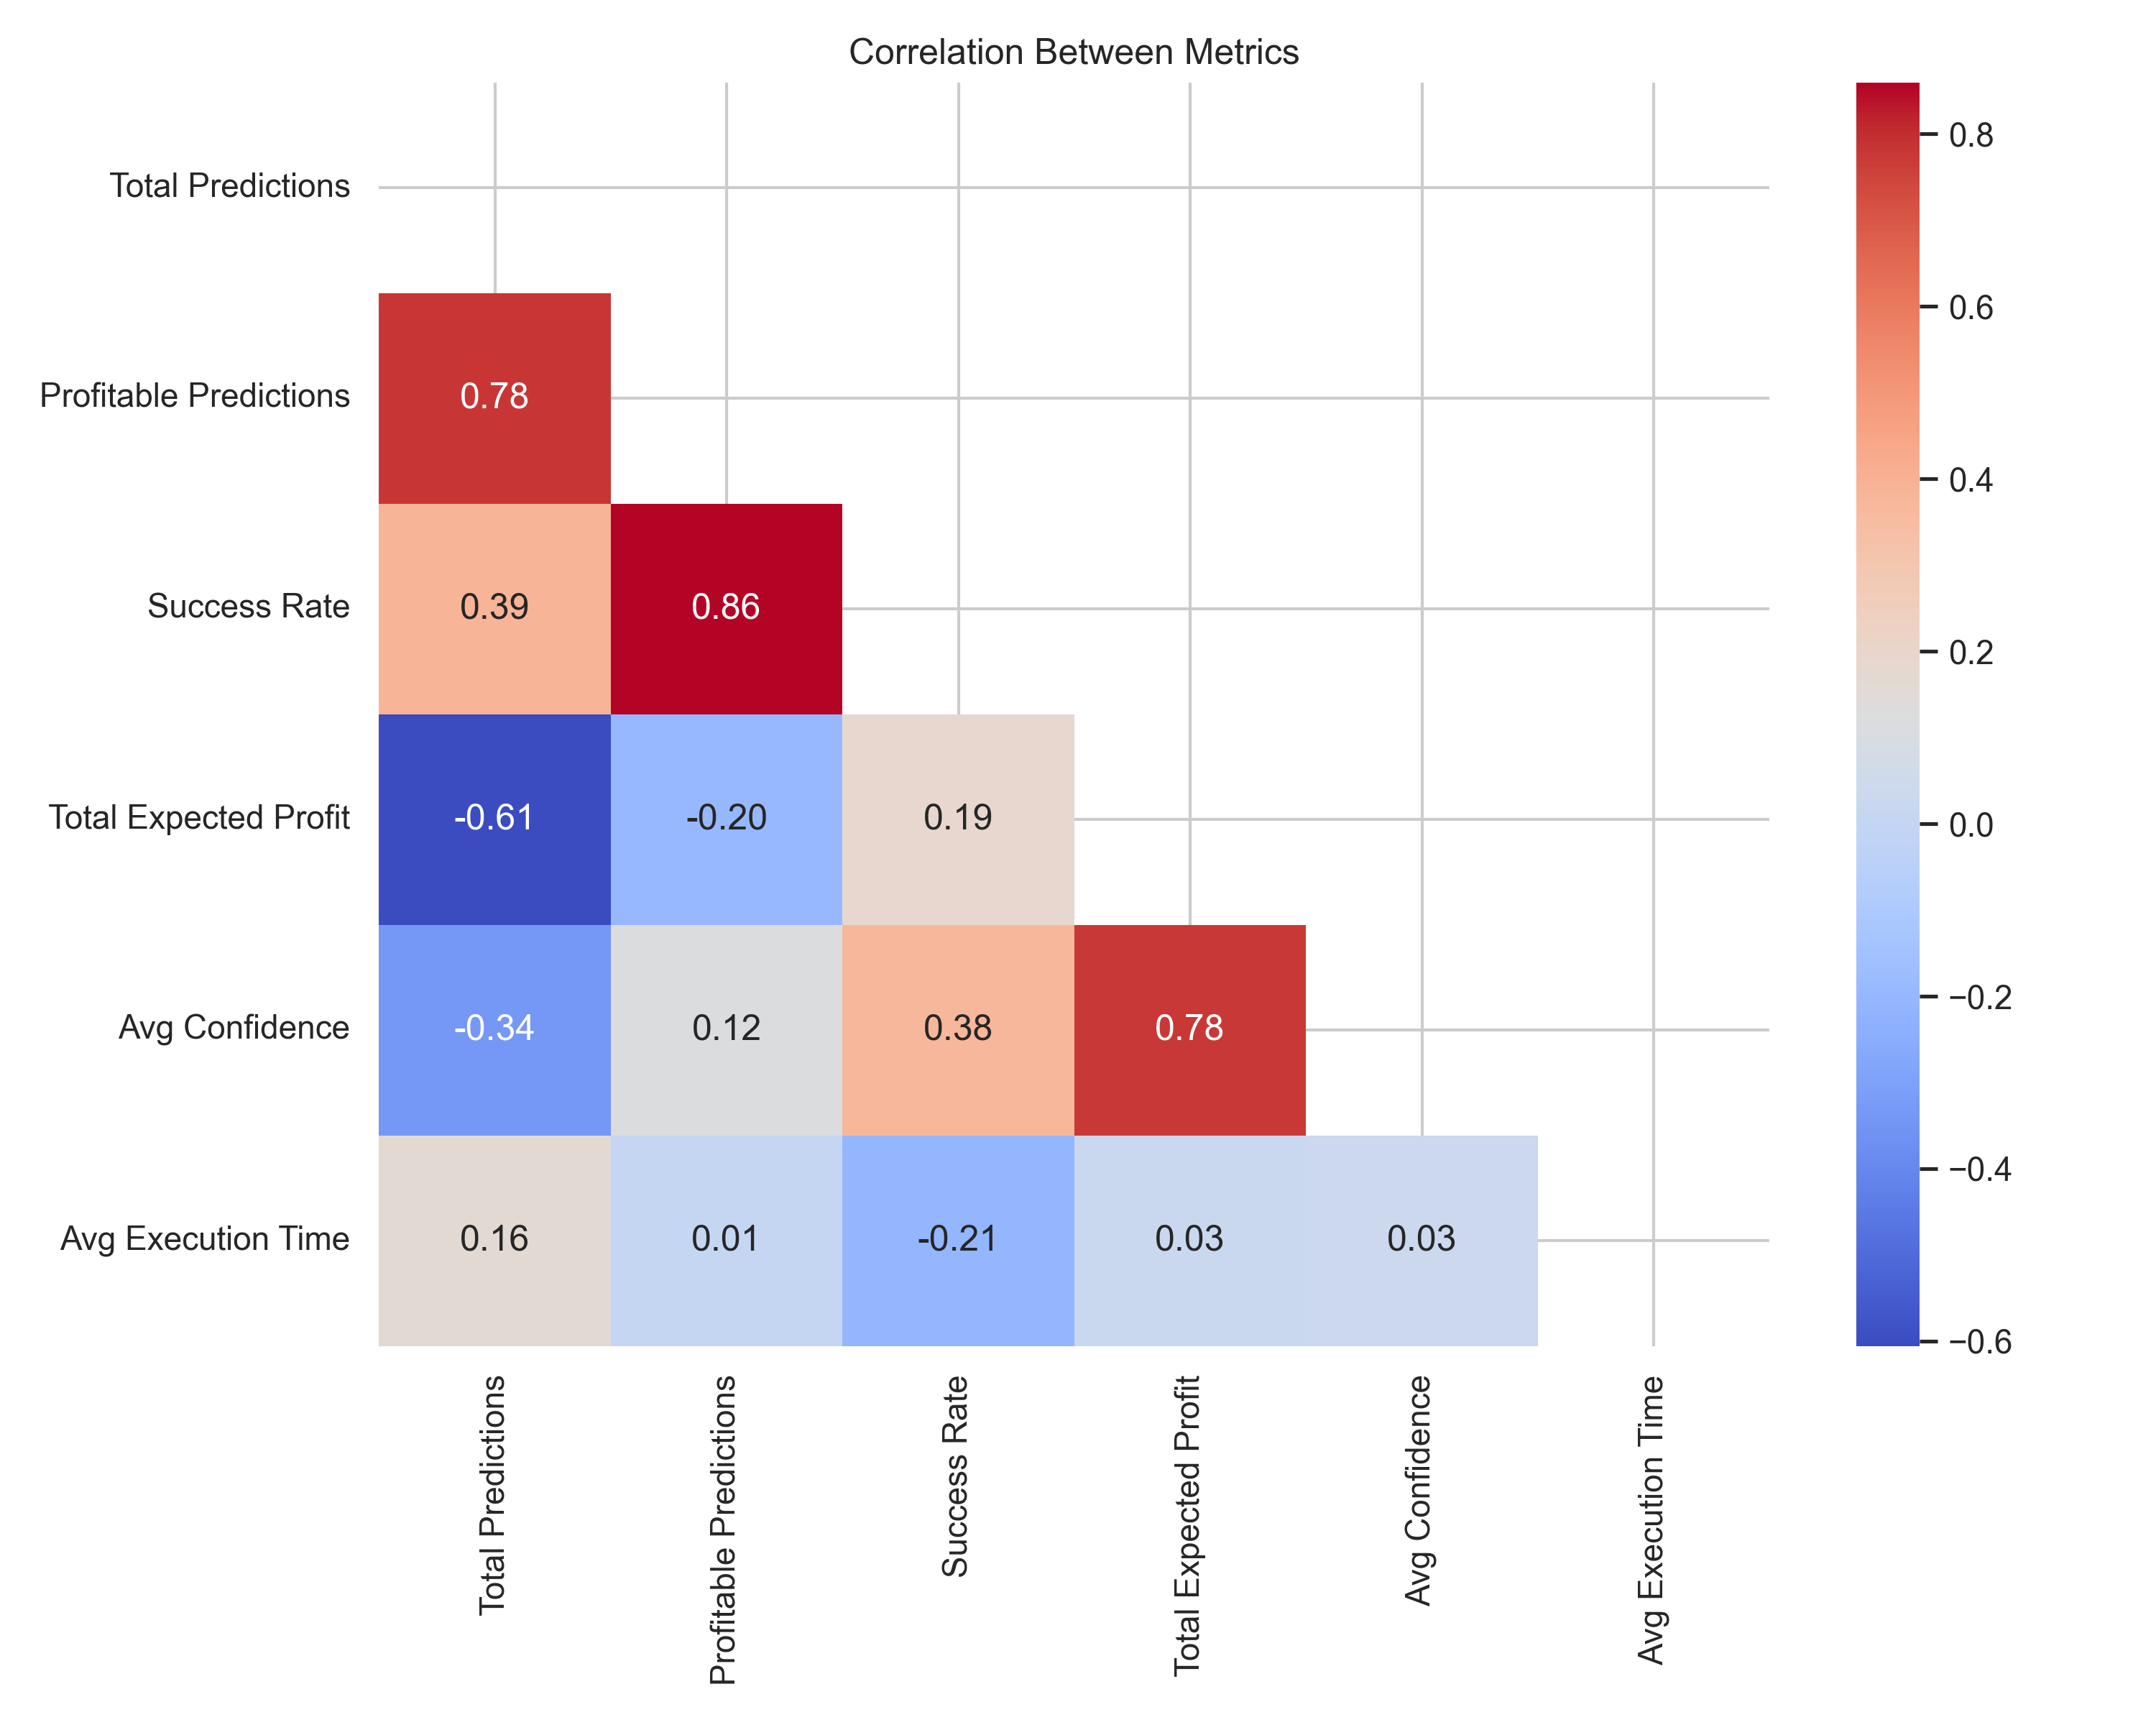 Correlation Between Metrics
Total Predictions
Profitable Predictions
0.78
Success Rate
0.39 0.86
Total Expected Profit
-0.61 -0.20 0.19
Avg Confidence
-0.34 0.12 0.38 0.78
Avg Execution Time
0.16 0.01 -0.21 0.03 0.03
Total Predictions
Profitable Predictions
Success Rate
Total Expected Profit
Avg Confidence
Avg Execution Time
0.8
0.6
0.4
0.2
0.0
−0.2
−0.4
−0.6